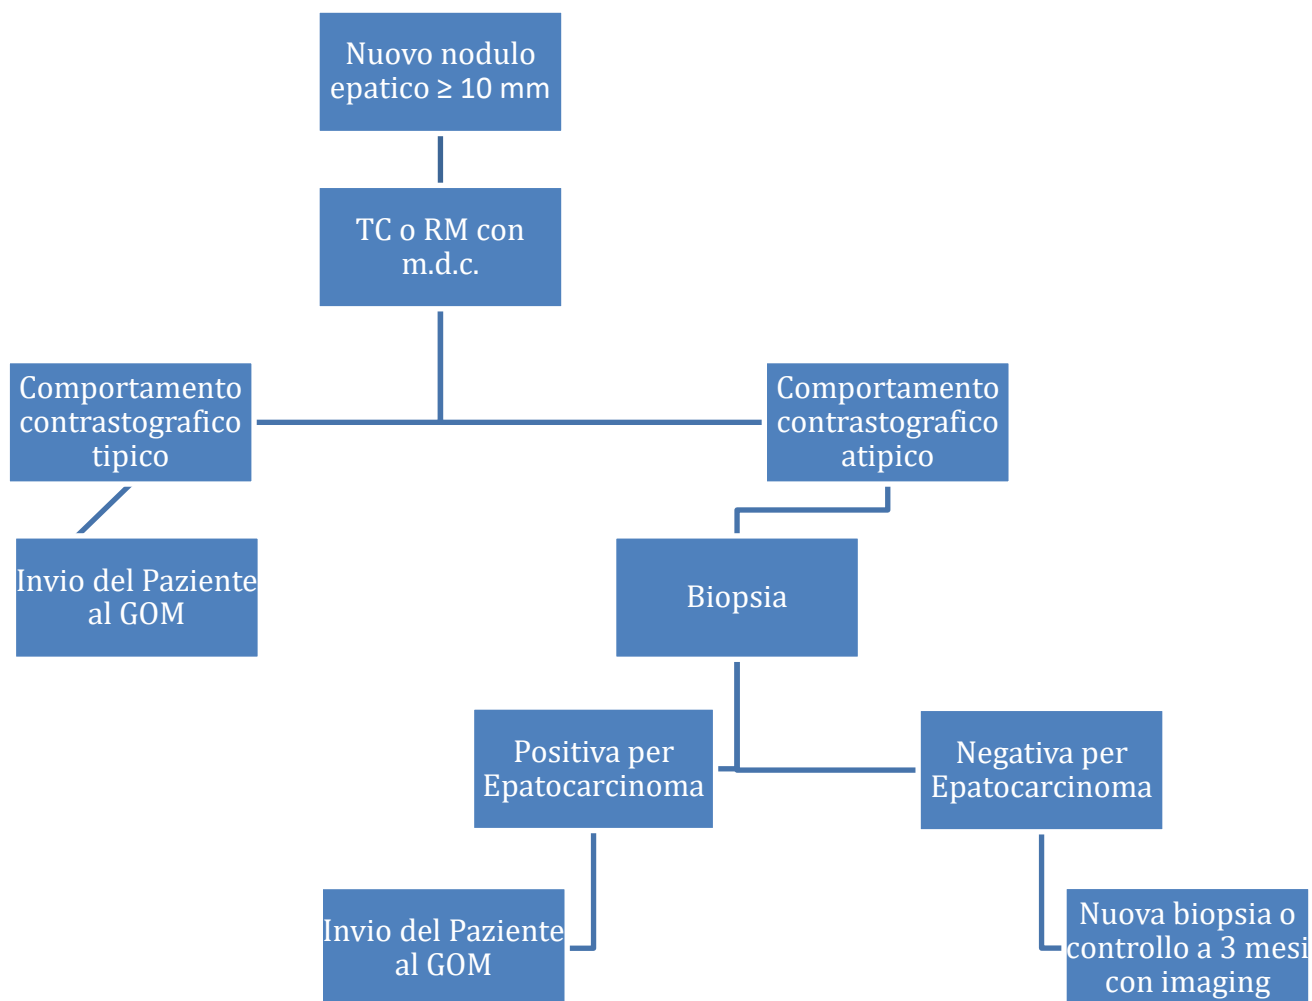 Nuovo nodulo
epatico ≥ 10 mm
TC o RM con
m.d.c.
Comportamento
contrastografico
tipico
Comportamento
contrastografico
atipico
Invio del Paziente
al GOM
Biopsia
Positiva per
Epatocarcinoma
Negativa per
Epatocarcinoma
Invio del Paziente
al GOM
Nuova biopsia o
controllo a 3 mesi
con imaging